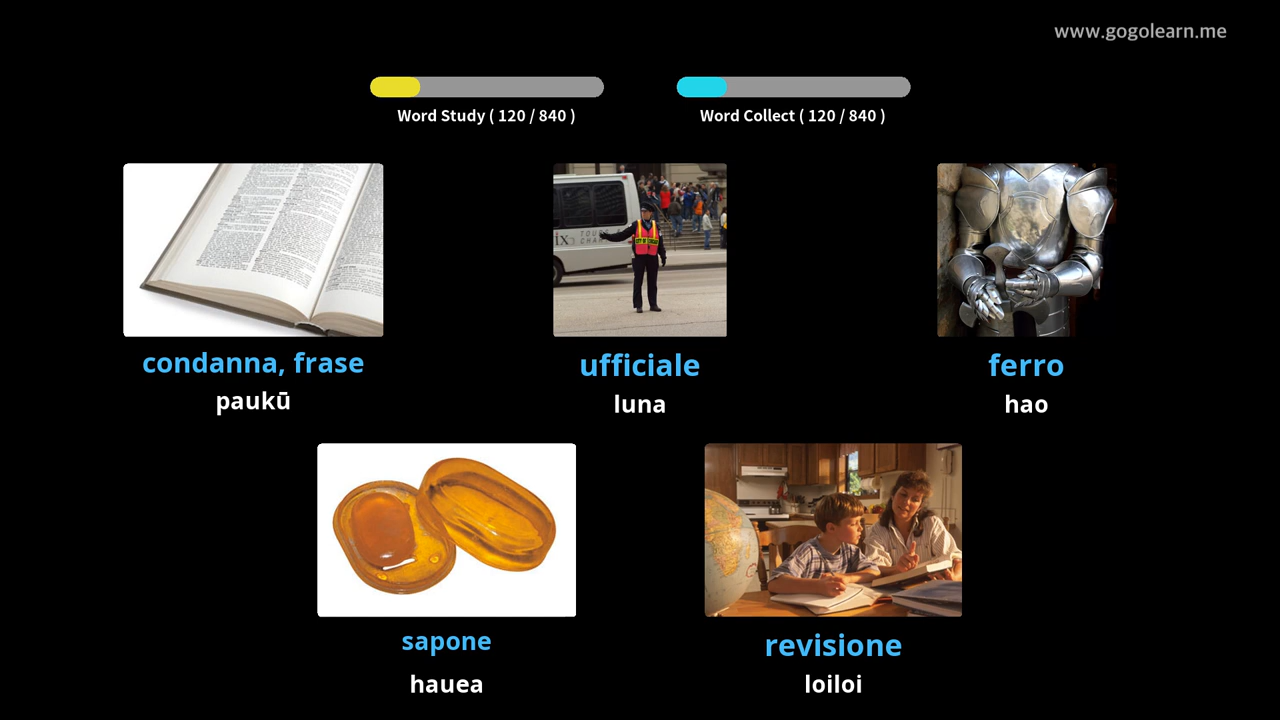 www.gogolearn.me
Word Study ( 120 / 840 )
Word Collect ( 120 / 840 )
condanna, frase
paukū
ufficiale
luna
ferro
hao
sapone
hauea
revisione
loiloi